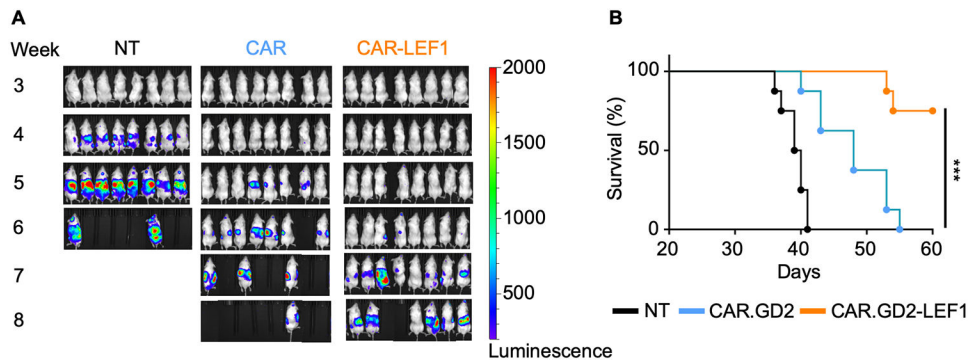 A
Week NT CAR CAR-LEF1
3
4
5
6
7
8
2000
1500
1000
500
Luminescence
B
Survival (%)
100
50
0
20 30 40 50 60
Days
***
NT CAR.GD2 CAR.GD2-LEF1